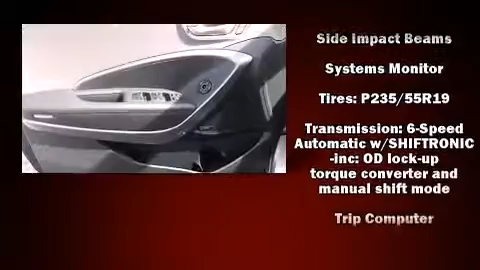 Side Impact Beams
Systems Monitor
Tires: P235/55R19
Transmission: 6-Speed
Automatic w/SHIFTRONIC
-inc: OD lock-up
torque converter and
manual shift mode
Trip Computer